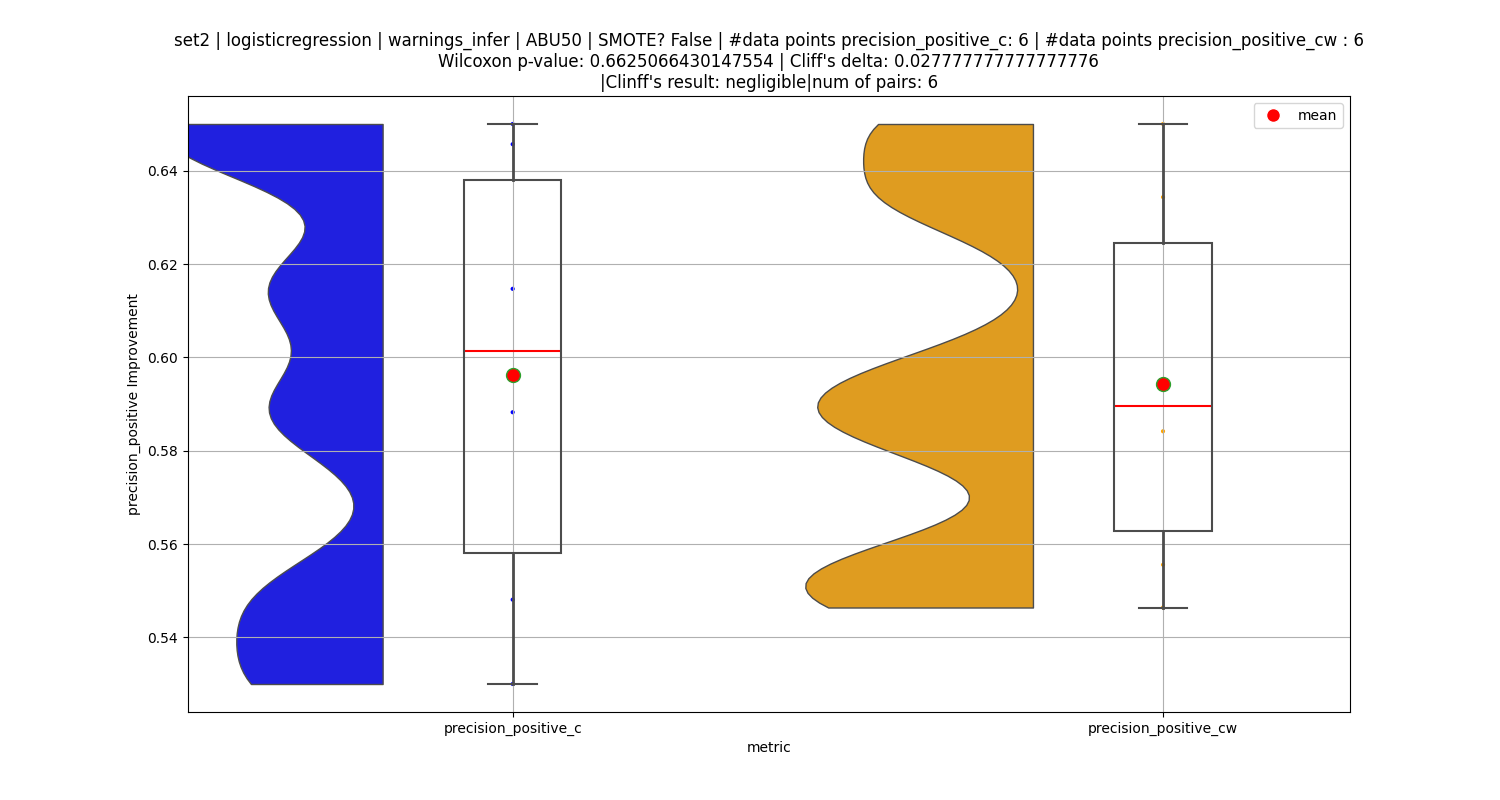 set2 | logisticregression | warnings_infer | ABU50 | SMOTE? False | #data points precision_positive_c: 6 | #data points precision_positive_cw : 6
Wilcoxon p-value: 0.6625066430147554 | Cliff's delta: 0.027777777777777776
|Clinff's result: negligible|num of pairs: 6
mean
0.64
0.62
0.60
0.58
0.56
0.54
precision_positive Improvement
precision_positive_c
precision_positive_cw
metric